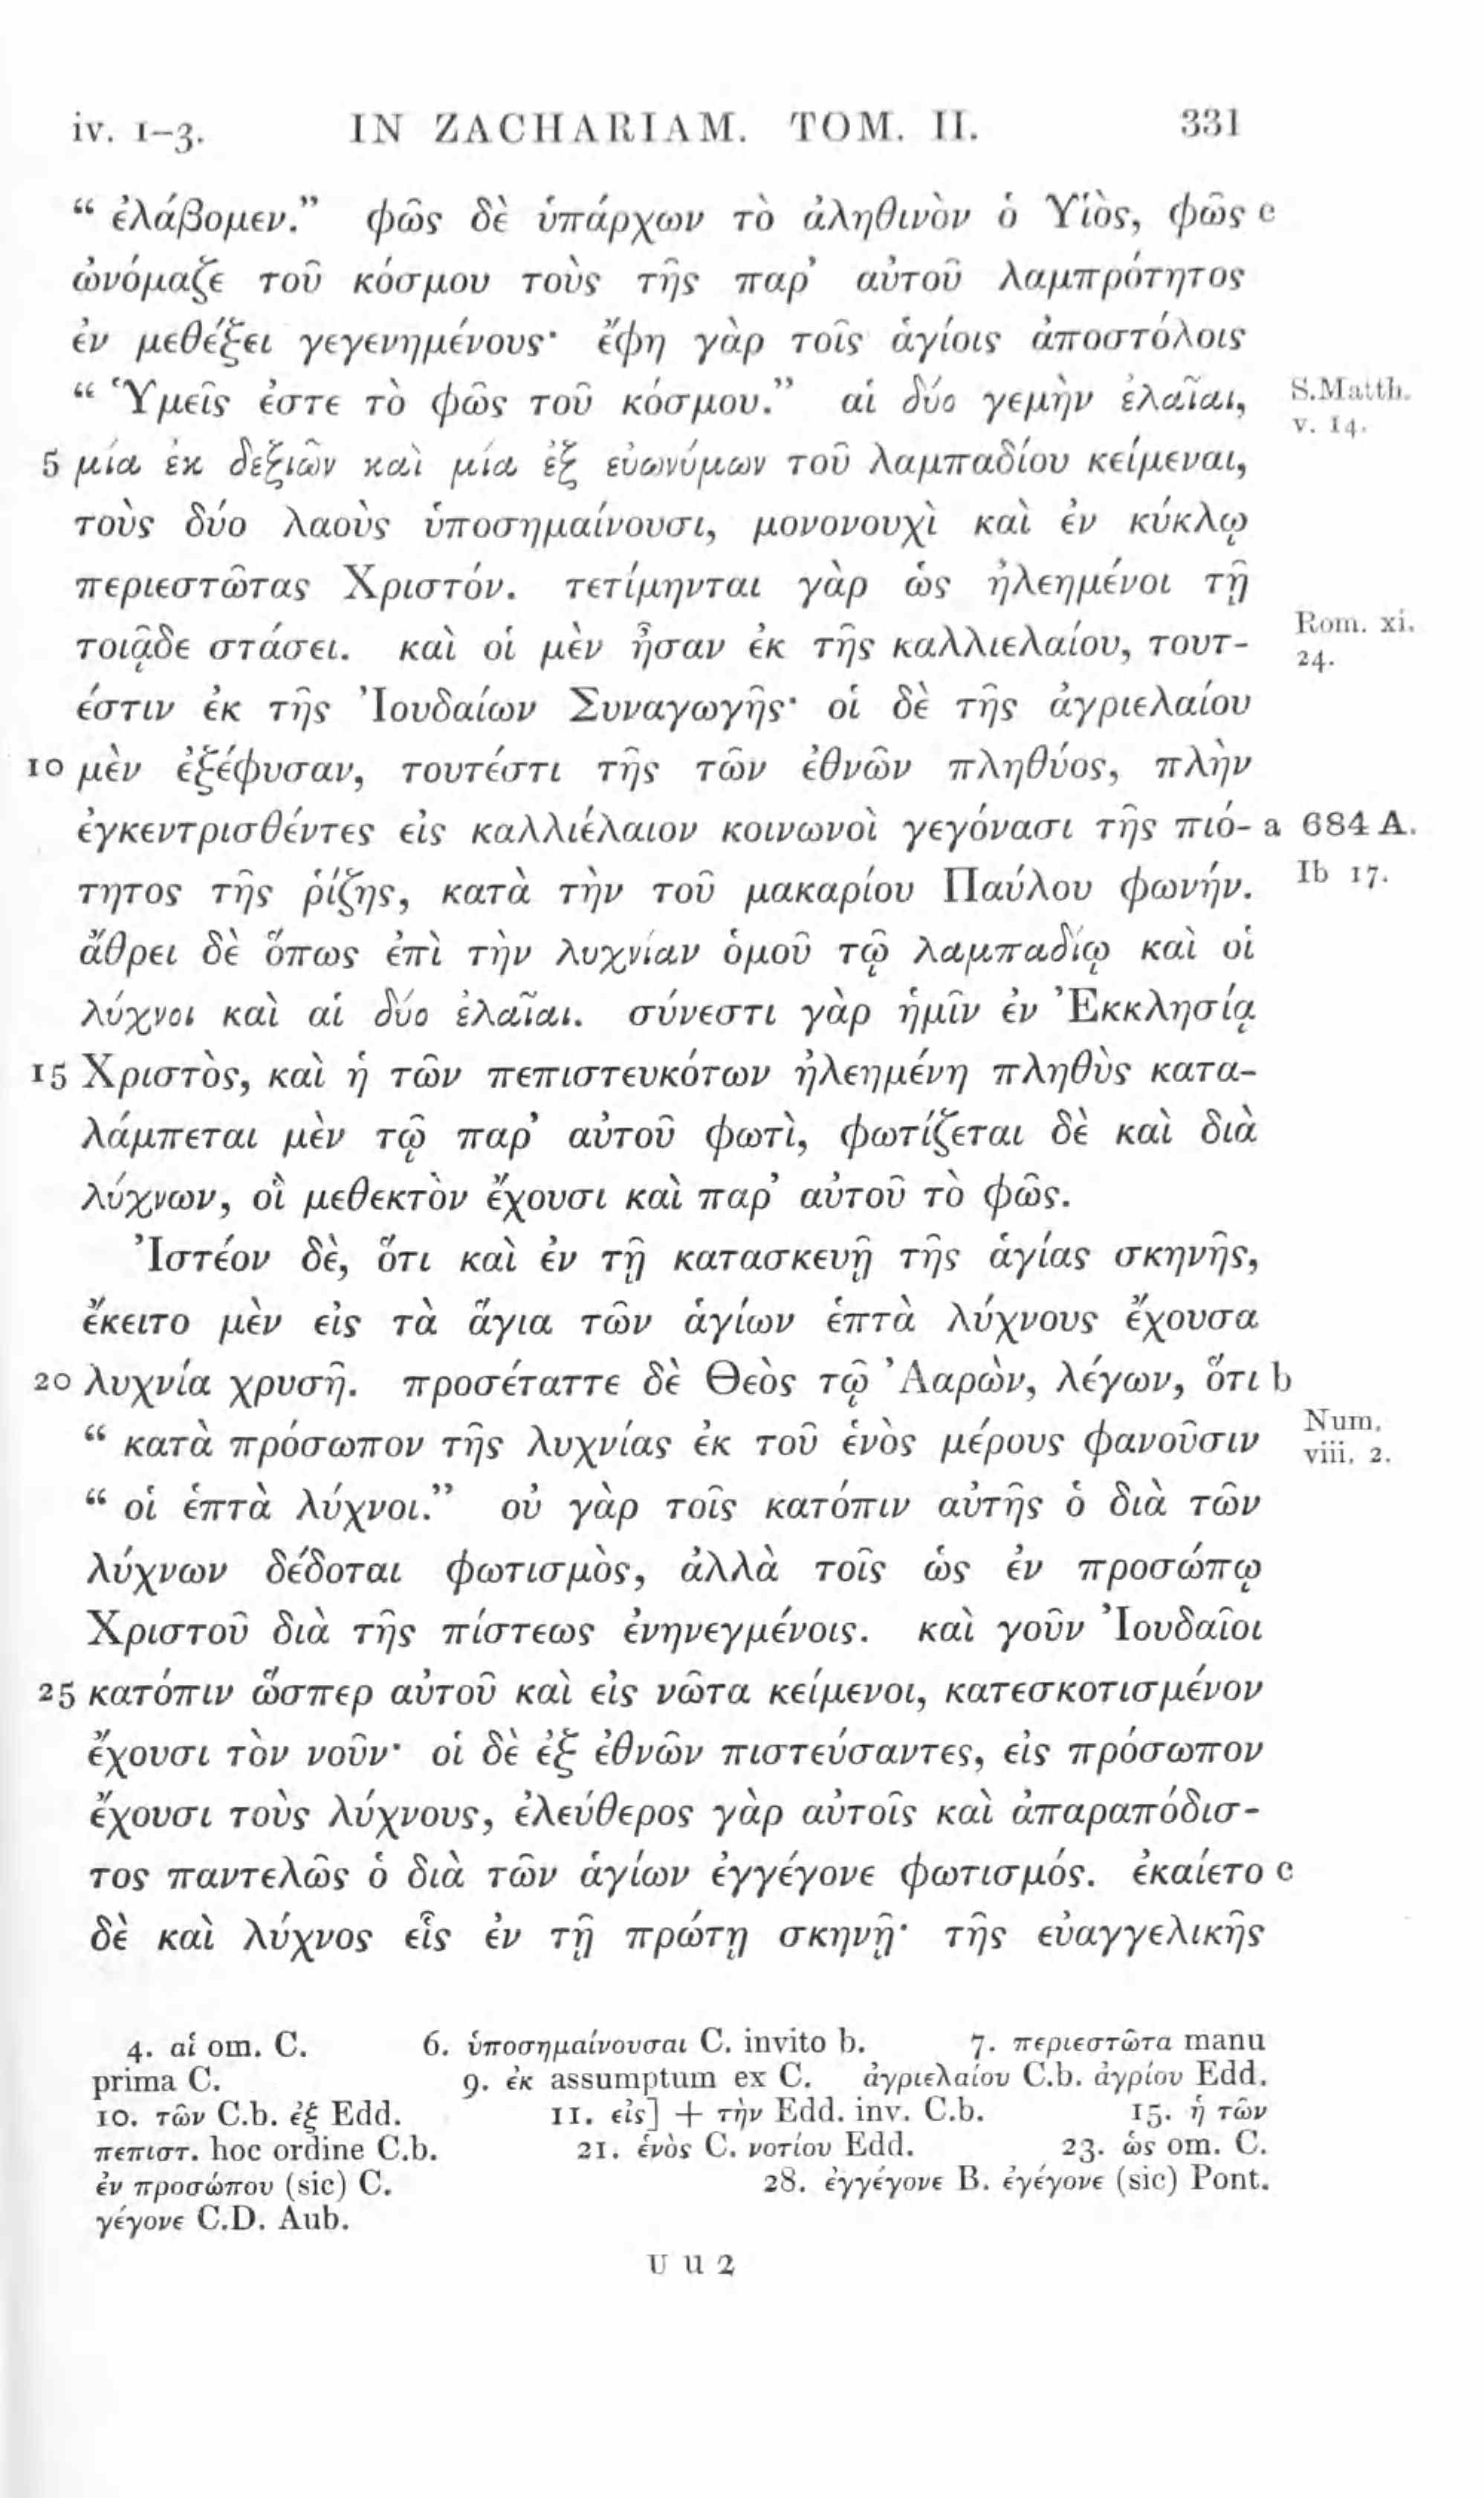 iv. 1–3. IN ZACHARIAM. TOM. II. 331
“ ἐλάβομεν.” φῶς δὲ ὑπάρχων τὸ ἀληθινὸν ὁ Υἱὸς, φῶς c
ὠνόμαζε τοῦ κόσμου τοὺς τῆς παρ’ αὐτοῦ λαμπρότητος
ἐν μεθέξει γεγενημένους· ἔφη γὰρ τοῖς ἁγίοις ἀποστόλοις
“ Ὑμεῖς ἐστε τὸ φῶς τοῦ κόσμου.” αἱ δύο γεμὴν ἐλαῖαι, S.Matth.
v. 14.
5 μία ἐκ δεξιῶν καὶ μία ἐξ εὐωνύμων τοῦ λαμπαδίου κείμεναι,
τοὺς δύο λαοὺς ὑποσημαίνουσι, μονονουχὶ καὶ ἐν κύκλῳ
περιεστῶτας Χριστόν. τετίμηνται γὰρ ὡς ἠλεημένοι τῇ
τοιᾷδε στάσει. καὶ οἱ μὲν ἦσαν ἐκ τῆς καλλιελαίου, τουτ- Rom. xi.
24.
έστιν ἐκ τῆς Ἰουδαίων Συναγωγῆς· οἱ δὲ τῆς ἀγριελαίου
10 μὲν ἐξέφυσαν, τουτέστι τῆς τῶν ἐθνῶν πληθύος, πλὴν
ἐγκεντρισθέντες εἰς καλλιέλαιον κοινωνοὶ γεγόνασι τῆς πιό- a 684 A.
τητος τῆς ῥίζης, κατὰ τὴν τοῦ μακαρίου Παύλου φωνήν. Ib 17.
ἄθρει δὲ ὅπως ἐπὶ τὴν λυχνίαν ὁμοῦ τῷ λαμπαδίῳ καὶ οἱ
λύχνοι καὶ αἱ δύο ἐλαῖαι. σύνεστι γὰρ ἡμῖν ἐν Ἐκκλησίᾳ
15 Χριστὸς, καὶ ἡ τῶν πεπιστευκότων ἠλεημένη πληθὺς κατα-
λάμπεται μὲν τῷ παρ’ αὐτοῦ φωτὶ, φωτίζεται δὲ καὶ διὰ
λύχνων, οἳ μεθεκτὸν ἔχουσι καὶ παρ’ αὐτοῦ τὸ φῶς.
Ἰστέον δὲ, ὅτι καὶ ἐν τῇ κατασκευῇ τῆς ἁγίας σκηνῆς,
ἔκειτο μὲν εἰς τὰ ἅγια τῶν ἁγίων ἑπτὰ λύχνους ἔχουσα
20 λυχνία χρυσῆ. προσέταττε δὲ Θεὸς τῷ Ἀαρὼν, λέγων, ὅτι b
“ κατὰ πρόσωπον τῆς λυχνίας ἐκ τοῦ ἑνὸς μέρους φανοῦσιν Num.
viii. 2.
“ οἱ ἑπτὰ λύχνοι.” οὐ γὰρ τοῖς κατόπιν αὐτῆς ὁ διὰ τῶν
λύχνων δέδοται φωτισμὸς, ἀλλὰ τοῖς ὡς ἐν προσώπῳ
Χριστοῦ διὰ τῆς πίστεως ἐνηνεγμένοις. καὶ γοῦν Ἰουδαῖοι
25 κατόπιν ὥσπερ αὐτοῦ καὶ εἰς νῶτα κείμενοι, κατεσκοτισμένον
ἔχουσι τὸν νοῦν· οἱ δὲ ἐξ ἐθνῶν πιστεύσαντες, εἰς πρόσωπον
ἔχουσι τοὺς λύχνους, ἐλεύθερος γὰρ αὐτοῖς καὶ ἀπαραπόδισ-
τος παντελῶς ὁ διὰ τῶν ἁγίων ἐγγέγονε φωτισμός. ἐκαίετο c
δὲ καὶ λύχνος εἷς ἐν τῇ πρώτῃ σκηνῇ· τῆς εὐαγγελικῆς
4. αἱ om. C. 6. ὑποσημαίνουσαι C. invito b. 7. περιεστῶτα manu
prima C. 9. ἐκ assumptum ex C. ἀγριελαίου C.b. ἀγρίου Edd.
10. τῶν C.b. ἐξ Edd. 11. εἰς] + τὴν Edd. inv. C.b. 15. ἡ τῶν
πεπιστ. hoc ordine C.b. 21. ἑνὸς C. νοτίου Edd. 23. ὡς om. C.
ἐν προσώπου (sic) C. 28. ἐγγέγονε B. ἐγέγονε (sic) Pont.
γέγονε C.D. Aub.
U u 2